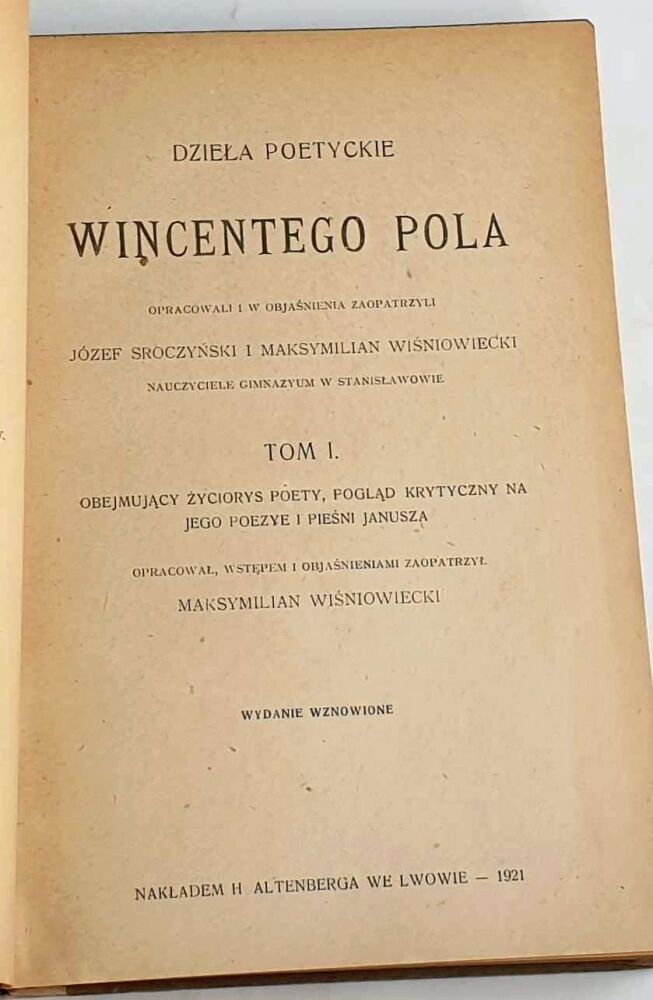 DZIEŁA POETYCKIE
WINCENTEGO POLA
OPRACOWALI I W OBJAŚNIENIA ZAOPATRZYLI
JÓZEF SROCZYŃSKI I MAKSYMILIAN WIŚNIOWIECKI
NAUCZYCIELE GIMNAZYUM W STANISŁAWOWIE
TOM I.
OBEJMUJĄCY ŻYCIORYS POETY, POGLĄD KRYTYCZNY NA
JEGO POEZYE I PIEŚNI JANUSZA
OPRACOWAŁ, WSTĘPEM I OBJAŚNIENIAMI ZAOPATRZYŁ
MAKSYMILIAN WIŚNIOWIECKI
WYDANIE WZNOWIONE
NAKŁADEM H ALTENBERGA WE LWOWIE — 1921